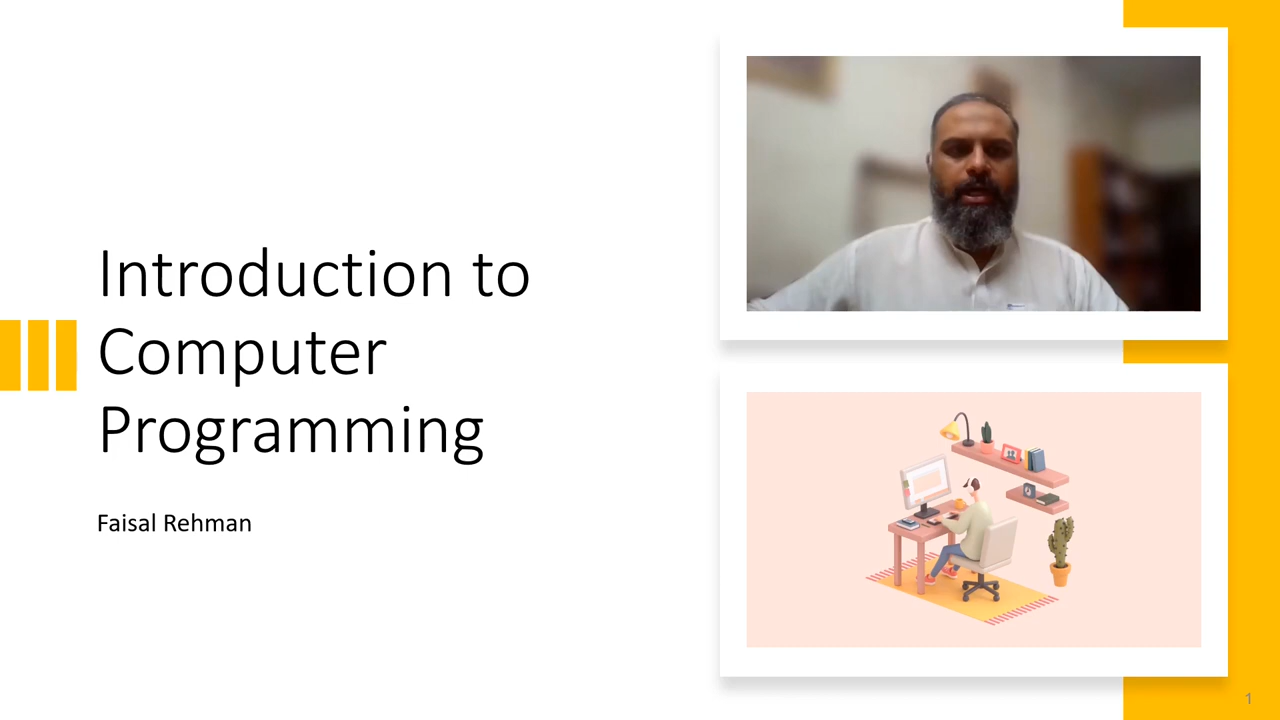 Introduction to
Computer
Programming
Faisal Rehman
1